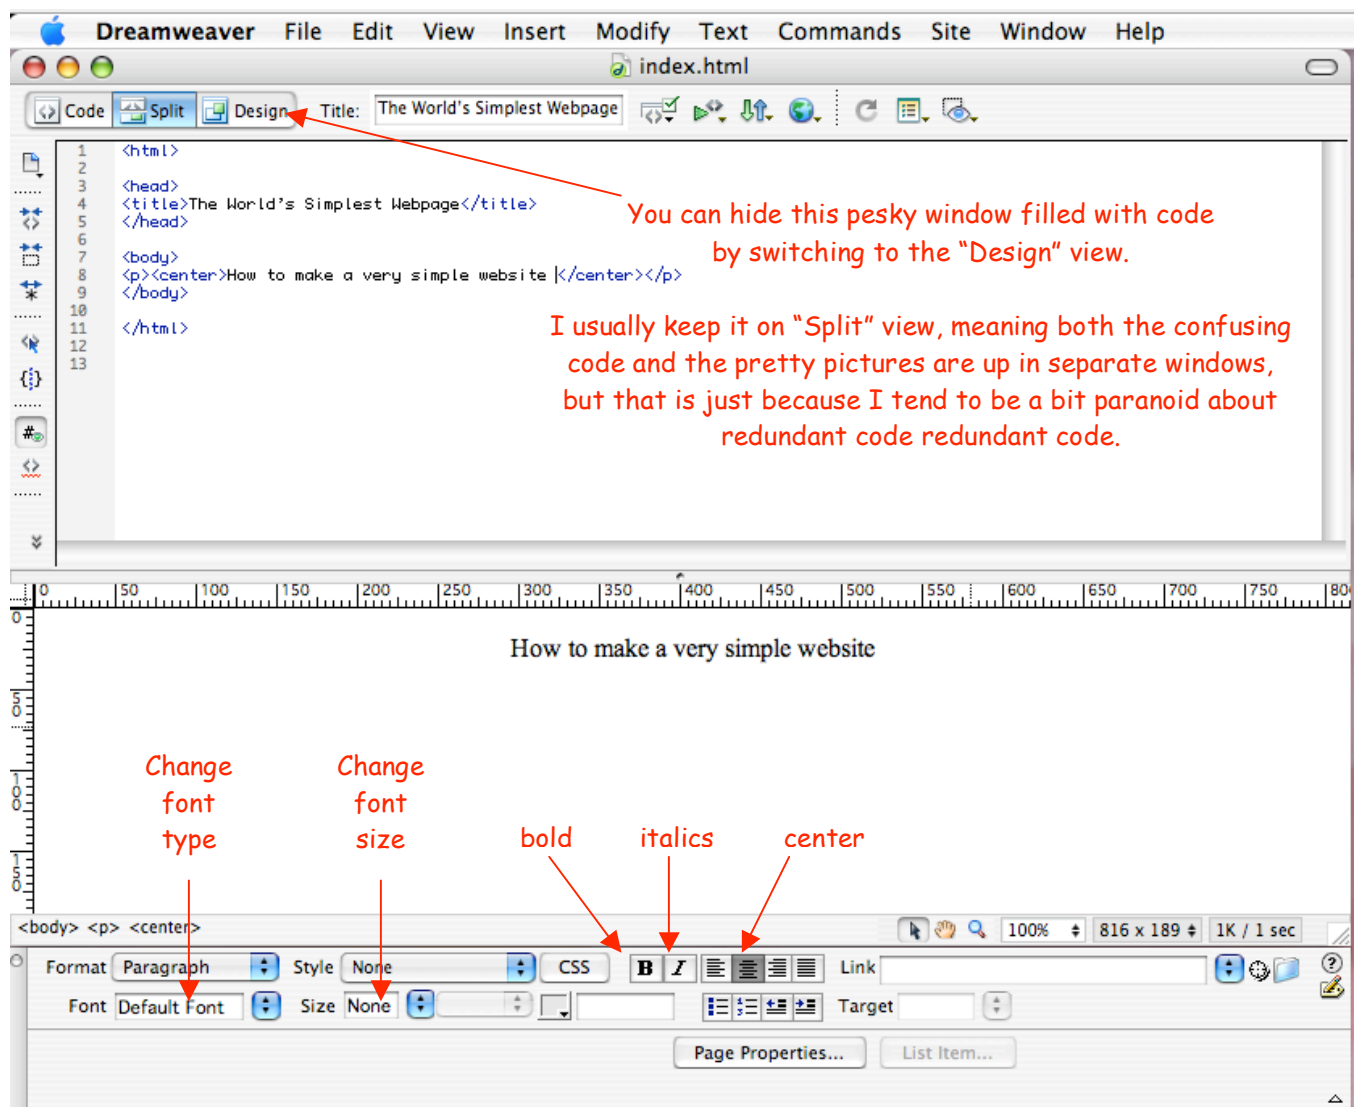 Dreamweaver File Edit View Insert Modify Text Commands Site Window Help
index.html
Code Split Design Title: The World's Simplest Webpage
1 <html>
2
3 <head>
4 <title>The World's Simplest Webpage</title>
5 </head>
6
7 <body>
8 <p><center>How to make a very simple website </center></p>
9 </body>
10
11 </html>
12
13
You can hide this pesky window filled with code
by switching to the “Design” view.
I usually keep it on “Split” view, meaning both the confusing
code and the pretty pictures are up in separate windows,
but that is just because I tend to be a bit paranoid about
redundant code redundant code.
0 50 100 150 200 250 300 350 400 450 500 550 600 650 700 750 80
0
50
100
150
How to make a very simple website
Change
font
type
Change
font
size
bold
italics
center
<body> <p> <center> 100% 816 x 189 1K / 1 sec
Format Paragraph Style None CSS B I Link
Font Default Font Size None Target
Page Properties... List Item...